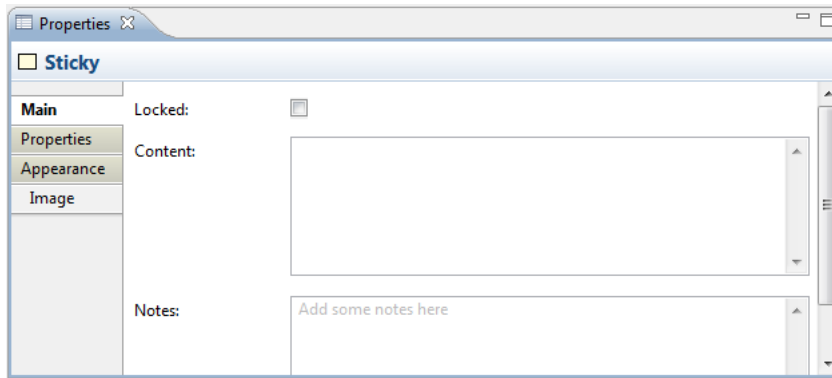 Properties
Sticky
Main
Properties
Appearance
Image
Locked:
Content:
Notes:
Add some notes here